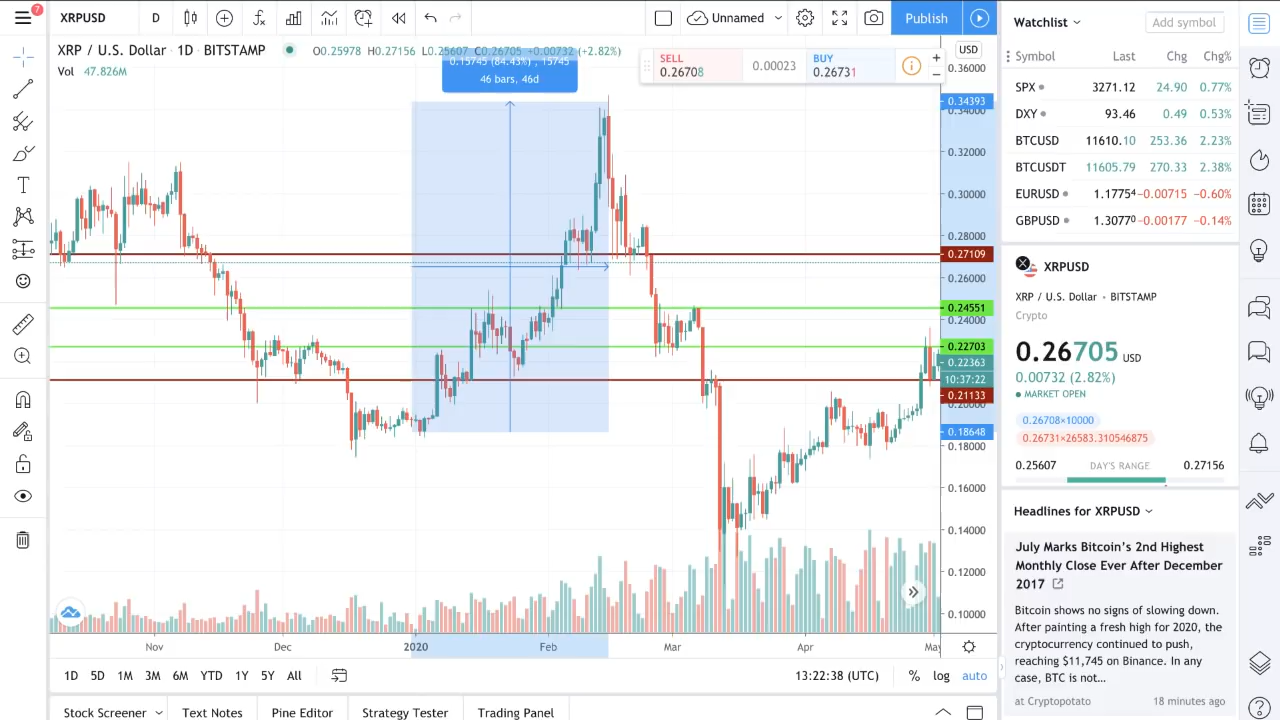 7
XRPUSD
D
Unnamed
Publish
XRP / U.S. Dollar • 1D • BITSTAMP
O0.25978 H0.27156 L0.25607 C0.26705 +0.00732 (+2.82%)
Vol 47.826M
0.15745 (84.43%) , 15745
46 bars, 46d
SELL
0.26708
0.00023
BUY
0.26731
USD
0.36000
0.34393
0.34000
0.32000
0.30000
0.28000
0.27109
0.26000
0.24551
0.24000
0.22703
0.22363
10:37:22
0.21133
0.20000
0.18648
0.18000
0.16000
0.14000
0.12000
0.10000
Nov
Dec
2020
Feb
Mar
Apr
May
1D 5D 1M 3M 6M YTD 1Y 5Y All
13:22:38 (UTC)
% log auto
Stock Screener
Text Notes
Pine Editor
Strategy Tester
Trading Panel
Watchlist
Add symbol
Symbol Last Chg Chg%
SPX 3271.12 24.90 0.77%
DXY 93.46 0.49 0.53%
BTCUSD 11610.10 253.36 2.23%
BTCUSDT 11605.79 270.33 2.38%
EURUSD 1.17754 −0.00715 −0.60%
GBPUSD 1.30770 −0.00177 −0.14%
XRPUSD
XRP / U.S. Dollar • BITSTAMP
Crypto
0.26705 USD
0.00732 (2.82%)
MARKET OPEN
0.26708×10000
0.26731×26583.310546875
0.25607 DAY'S RANGE 0.27156
Headlines for XRPUSD
July Marks Bitcoin's 2nd Highest
Monthly Close Ever After December
2017
Bitcoin shows no signs of slowing down.
After painting a fresh high for 2020, the
cryptocurrency continued to push,
reaching $11,745 on Binance. In any
case, BTC is not...
at Cryptopotato 18 minutes ago